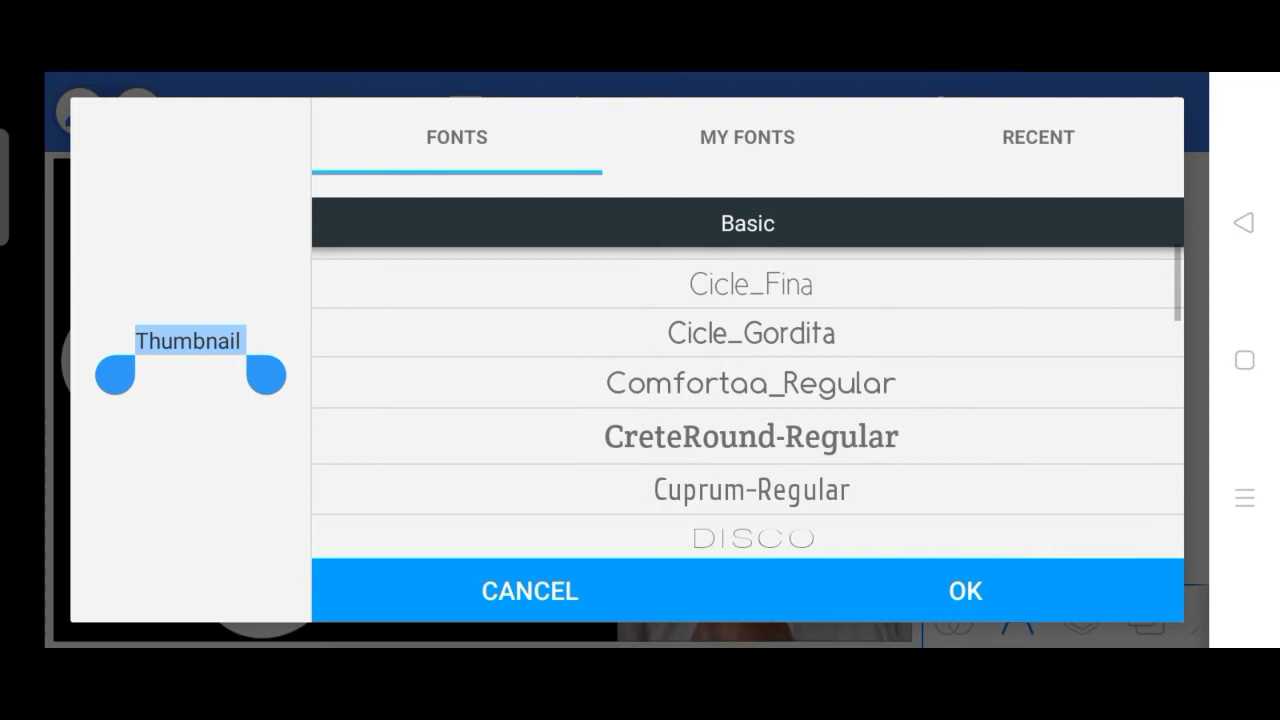 FONTS
MY FONTS
RECENT
Basic
Thumbnail
Cicle_Fina
Cicle_Gordita
Comfortaa_Regular
CreteRound-Regular
Cuprum-Regular
DISCO
CANCEL
OK